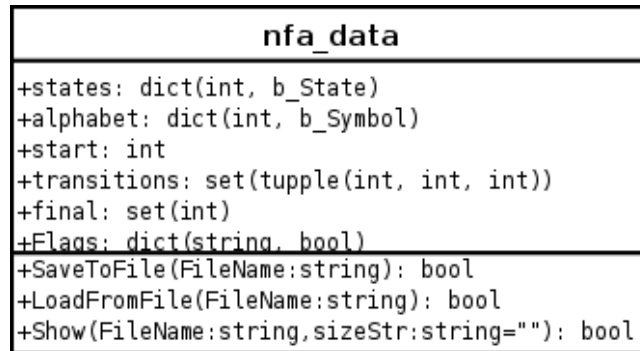 nfa_data
+states: dict(int, b_State)
+alphabet: dict(int, b_Symbol)
+start: int
+transitions: set(tupple(int, int, int))
+final: set(int)
+Flags: dict(string, bool)
+SaveToFile(FileName:string): bool
+LoadFromFile(FileName:string): bool
+Show(FileName:string,sizeStr:string=""): bool